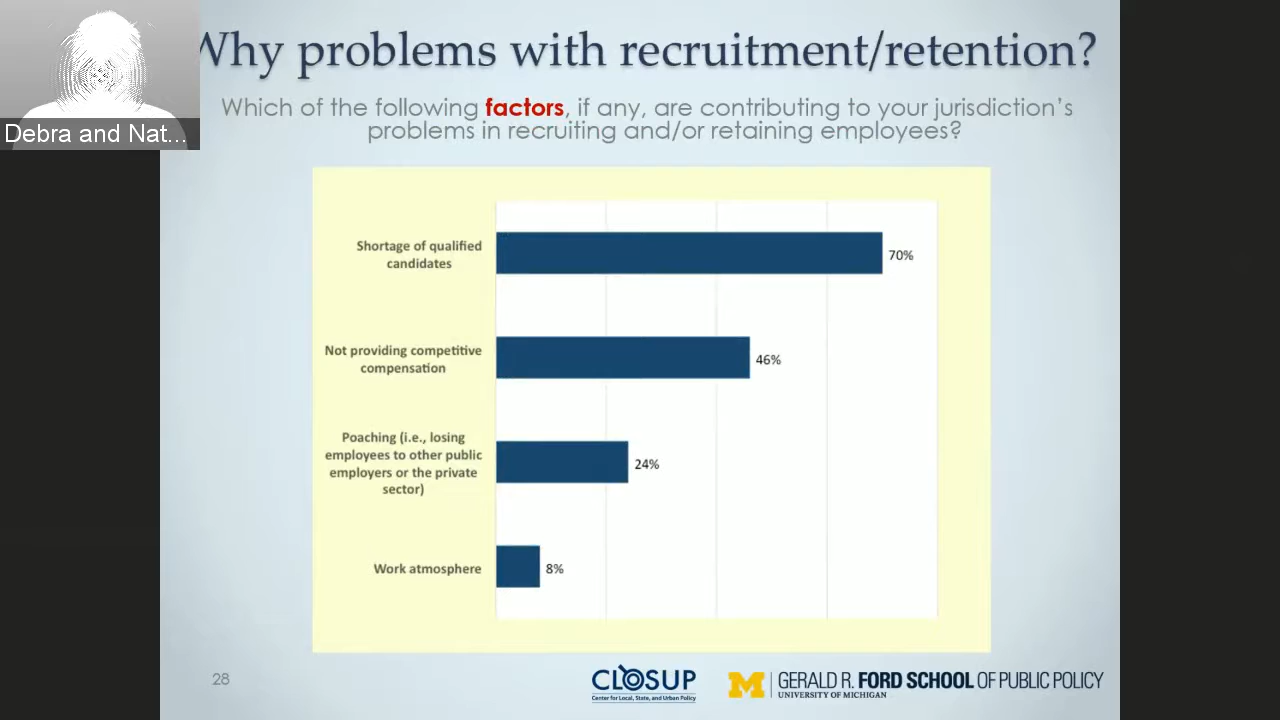 Why problems with recruitment/retention?
Which of the following factors, if any, are contributing to your jurisdiction's
problems in recruiting and/or retaining employees?
Debra and Nat...
Shortage of qualified
candidates
70%
Not providing competitive
compensation
46%
Poaching (i.e., losing
employees to other public
employers or the private
sector)
24%
Work atmosphere
8%
28
CLOSUP
Center for Local, State, and Urban Policy
M
GERALD R. FORD SCHOOL OF PUBLIC POLICY
UNIVERSITY OF MICHIGAN